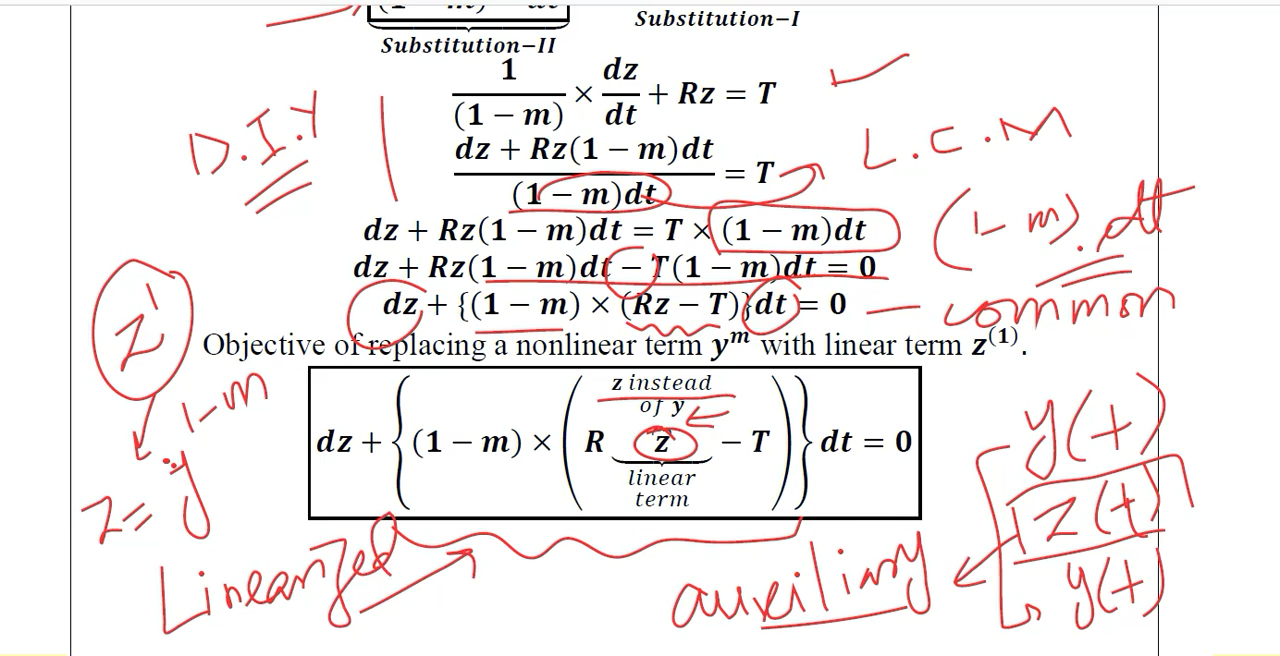 Substitution−I
Substitution−II
1/(1 − m) × dz/dt + Rz = T
D.I.Y
(dz + Rz(1 − m)dt)/((1 − m)dt) = T
L.C.M
dz + Rz(1 − m)dt = T × (1 − m)dt
(1-m).dt
dz + Rz(1 − m)dt − T(1 − m)dt = 0
dz + {(1 − m) × (Rz − T)}dt = 0
common
z¹
Objective of replacing a nonlinear term yᵐ with linear term z⁽¹⁾.
z instead
of y
dz + {(1 − m) × (R z − T)} dt = 0
linear
term
z = y^(1-m)
y(t)
z(t)
y(t)
Linearized
auxiliary